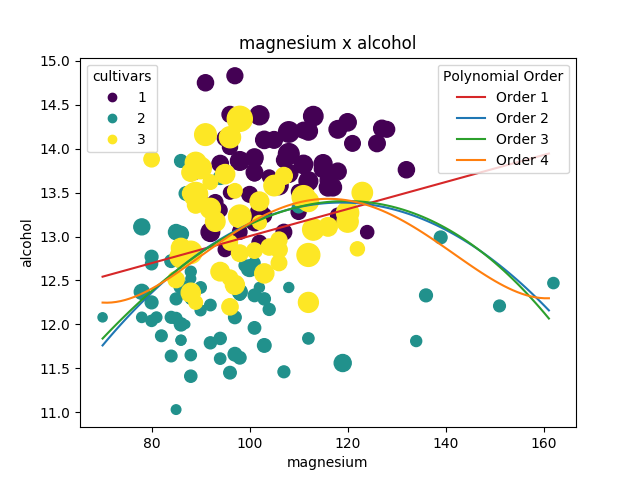 magnesium x alcohol
cultivars
1
2
3
Polynomial Order
Order 1
Order 2
Order 3
Order 4
alcohol
15.0
14.5
14.0
13.5
13.0
12.5
12.0
11.5
11.0
80 100 120 140 160
magnesium